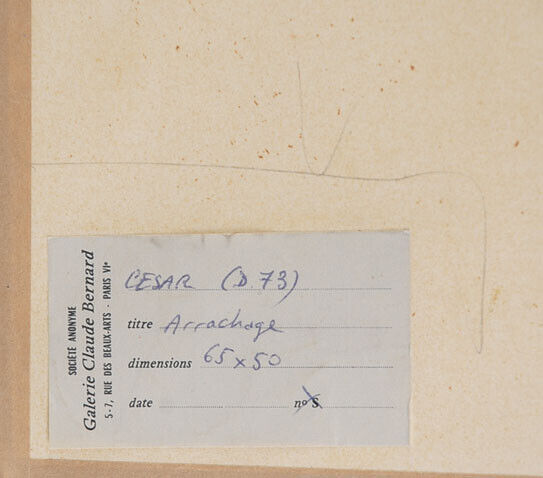 SOCIÉTÉ ANONYME
Galerie Claude Bernard
5-7, RUE DES BEAUX-ARTS - PARIS VIᵉ
CESAR (D.73)
titre Arrachage
dimensions 65 x 50
date nº S